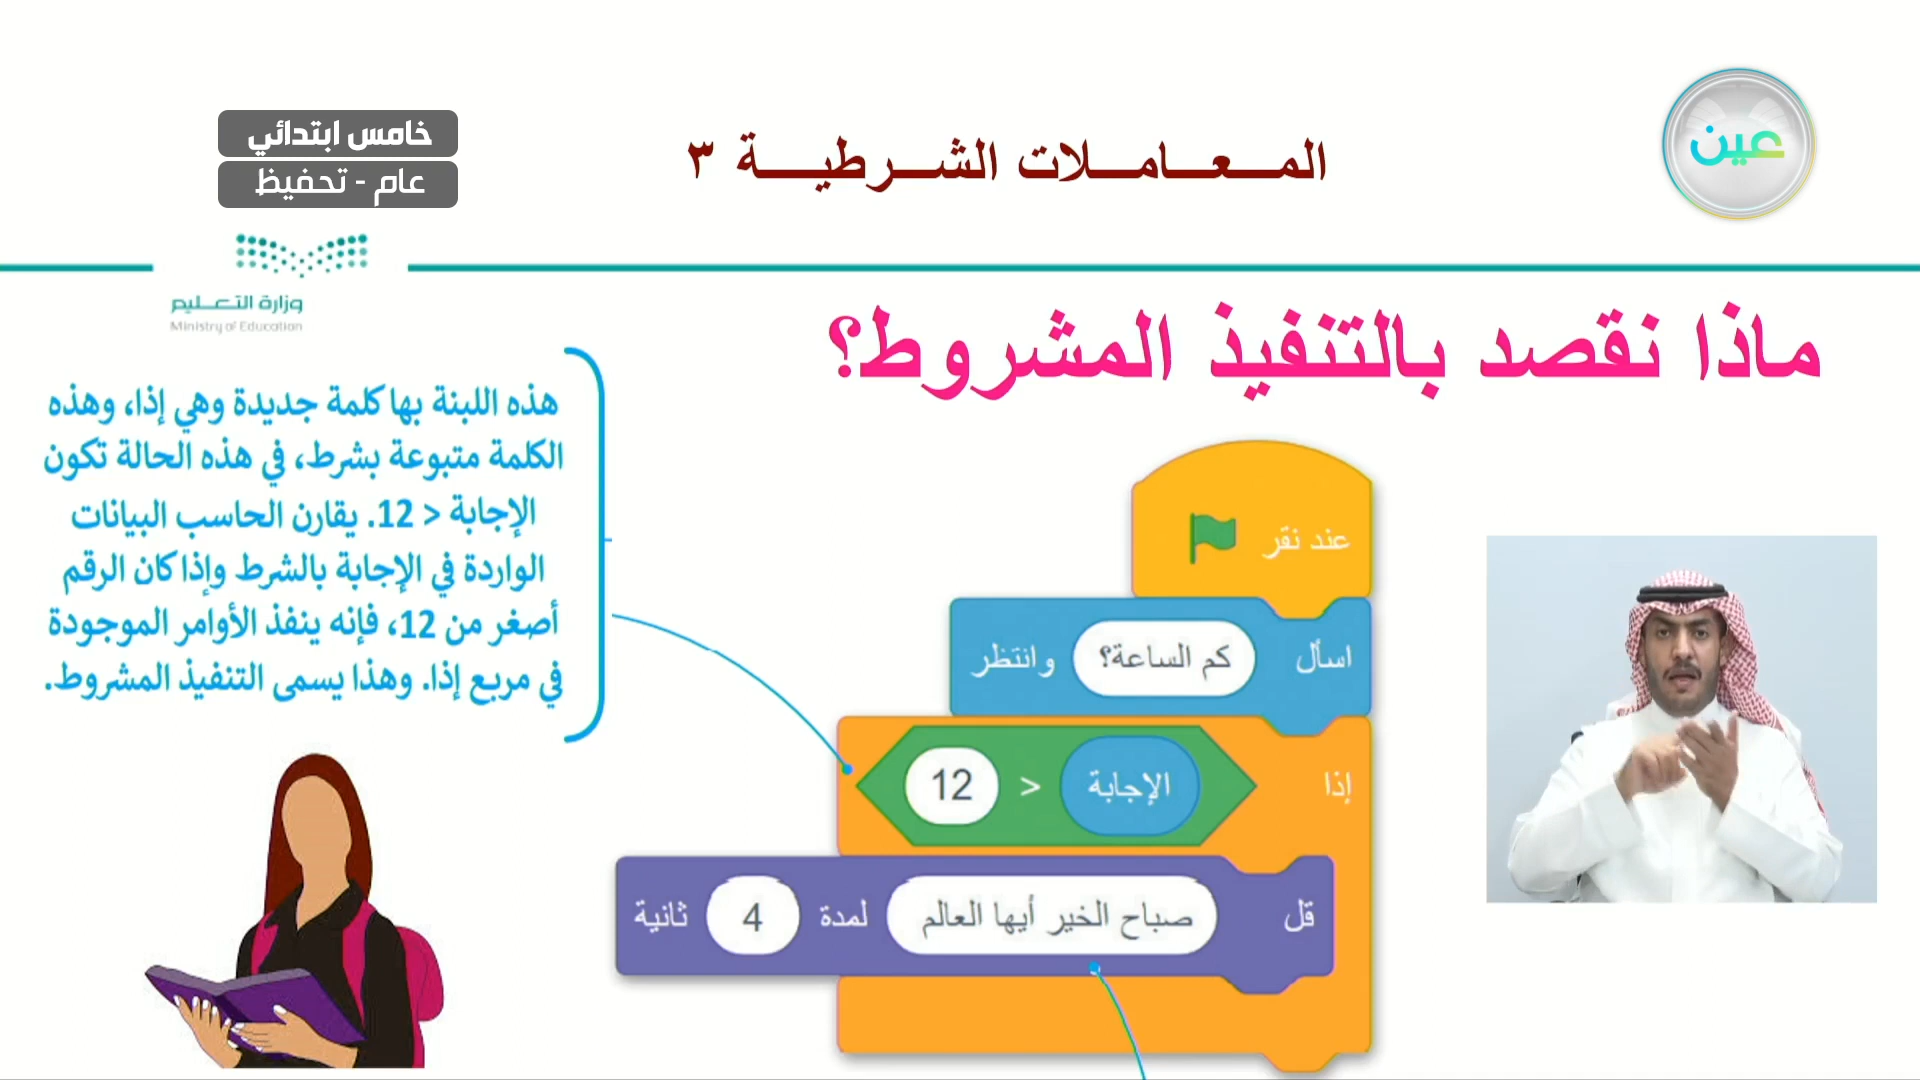 خامس ابتدائي
عام - تحفيظ
المعاملات الشرطية ٣
عين
وزارة التعليم
Ministry of Education
ماذا نقصد بالتنفيذ المشروط؟
هذه اللبنة بها كلمة جديدة وهي إذا، وهذه
الكلمة متبوعة بشرط، في هذه الحالة تكون
الإجابة < 12. يقارن الحاسب البيانات
الواردة في الإجابة بالشرط وإذا كان الرقم
أصغر من 12، فإنه ينفذ الأوامر الموجودة
في مربع إذا. وهذا يسمى التنفيذ المشروط.
عند نقر
اسأل كم الساعة؟ وانتظر
إذا الإجابة < 12
قل صباح الخير أيها العالم لمدة 4 ثانية